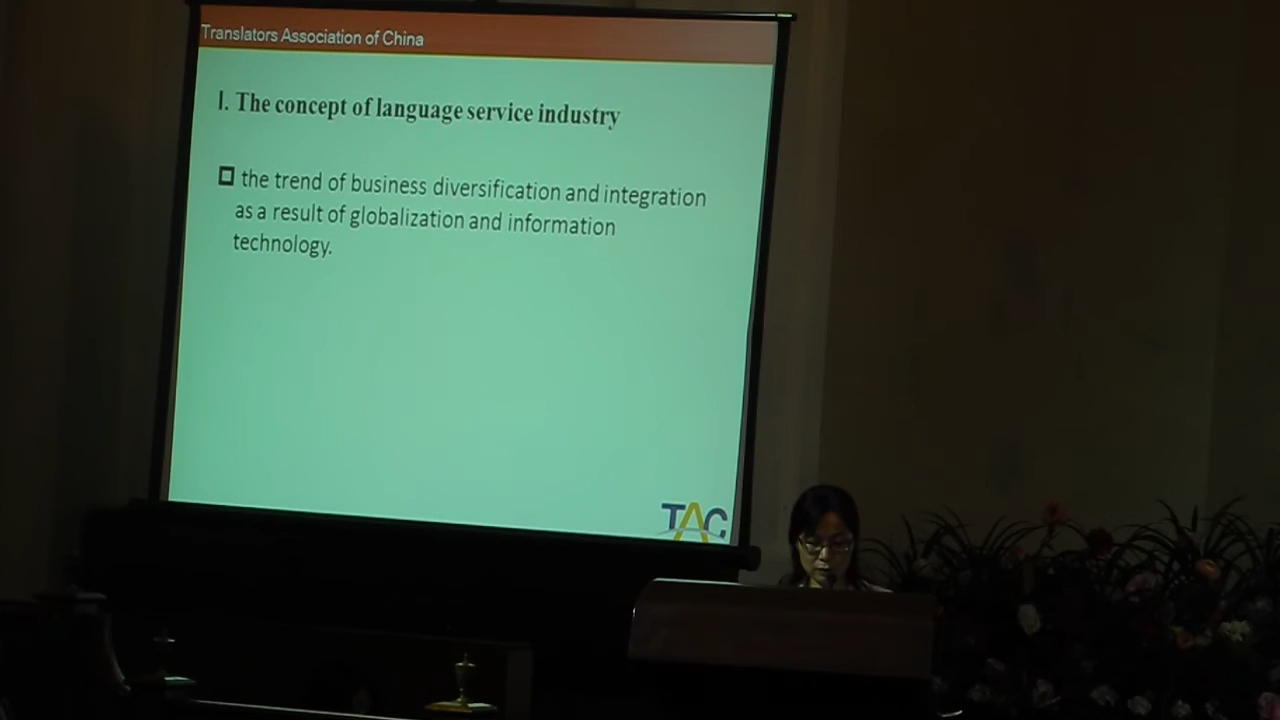 Translators Association of China
I. The concept of language service industry
the trend of business diversification and integration
as a result of globalization and information
technology.
TAC